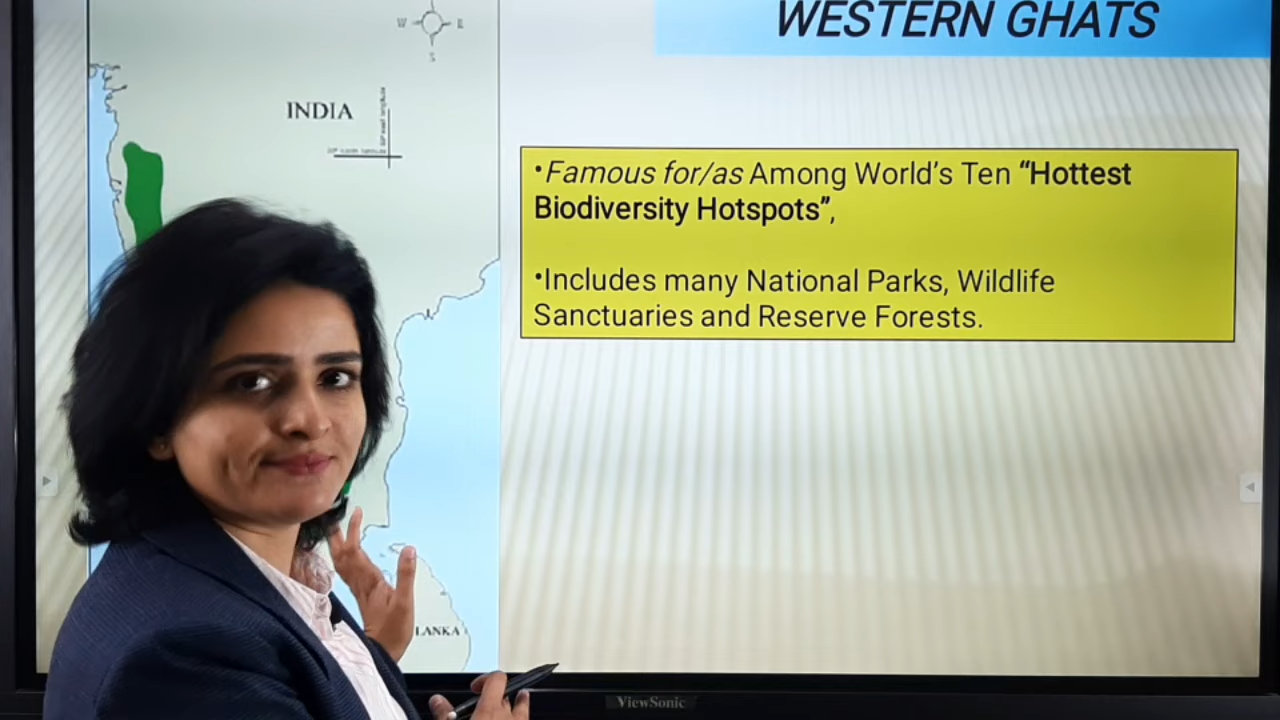 WESTERN GHATS
W E
S
INDIA
•Famous for/as Among World's Ten “Hottest
Biodiversity Hotspots”,
•Includes many National Parks, Wildlife
Sanctuaries and Reserve Forests.
LANKA
ViewSonic